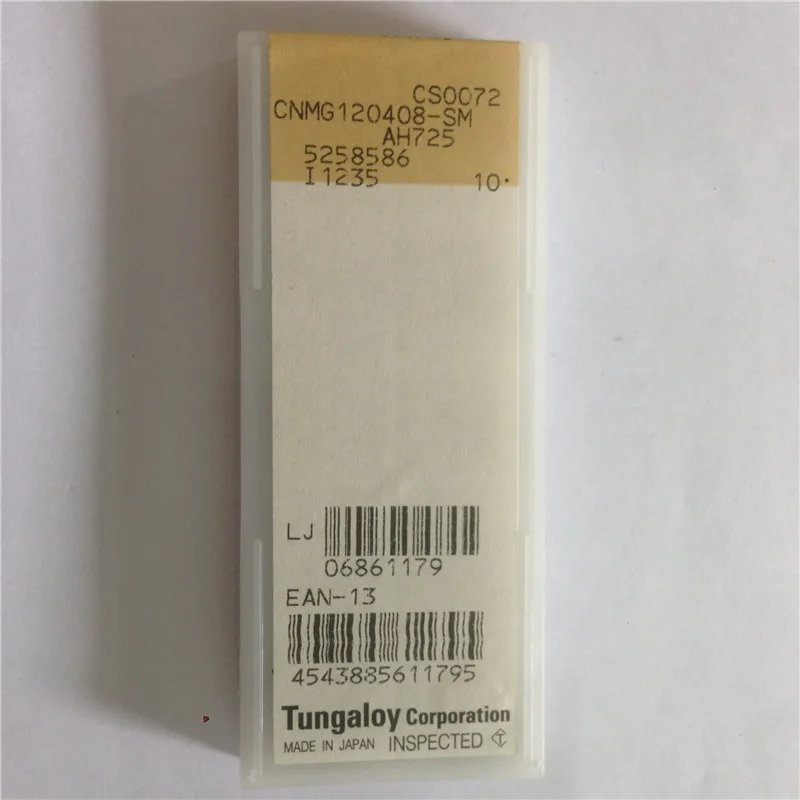 CS0072
CNMG120408-SM
AH725
5258586
I1235 10·
LJ
06861179
EAN-13
4543885611795
Tungaloy Corporation
MADE IN JAPAN INSPECTED